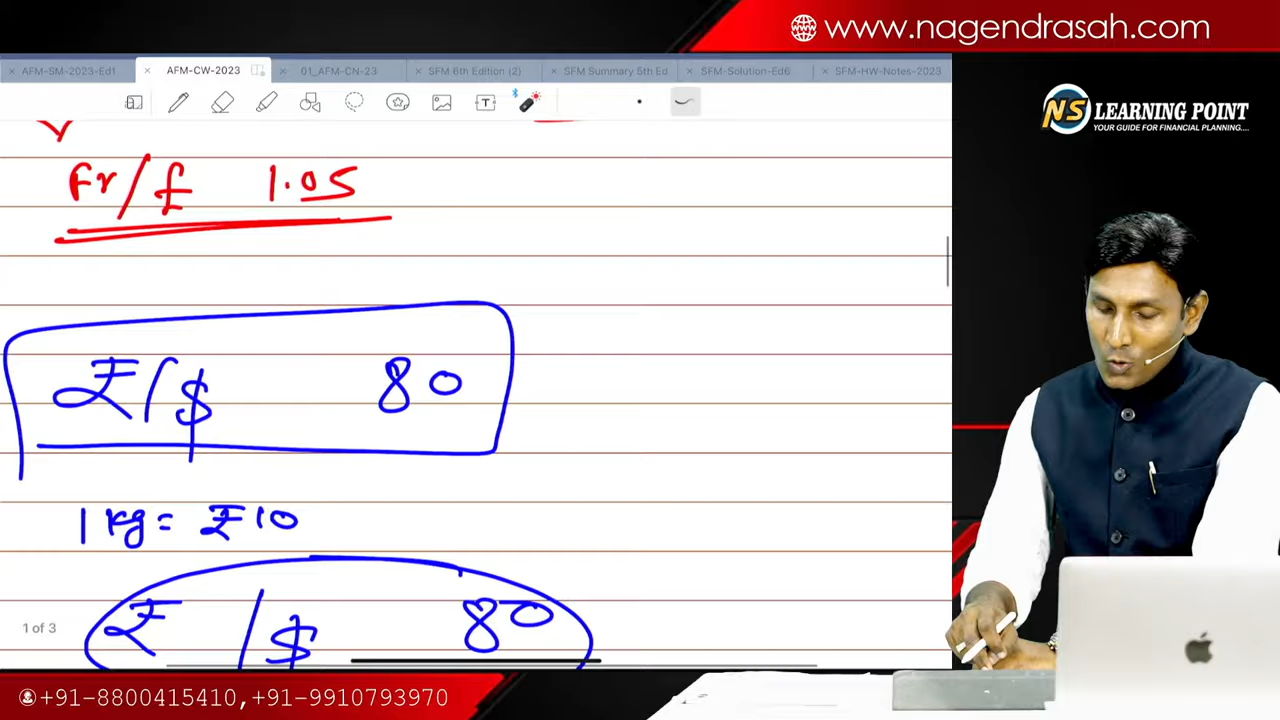 www.nagendrasah.com
AFM-SM-2023-Ed1
AFM-CW-2023
01_AFM-CN-23
SFM 6th Edition (2)
SFM Summary 5th Ed
SFM-Solution-Ed6
SFM-HW-Notes-2023
NS LEARNING POINT
YOUR GUIDE FOR FINANCIAL PLANNING....
Fr/£ 1.05
₹/$ 80
1 kg = ₹10
₹ /$ 80
1 of 3
+91-8800415410,+91-9910793970